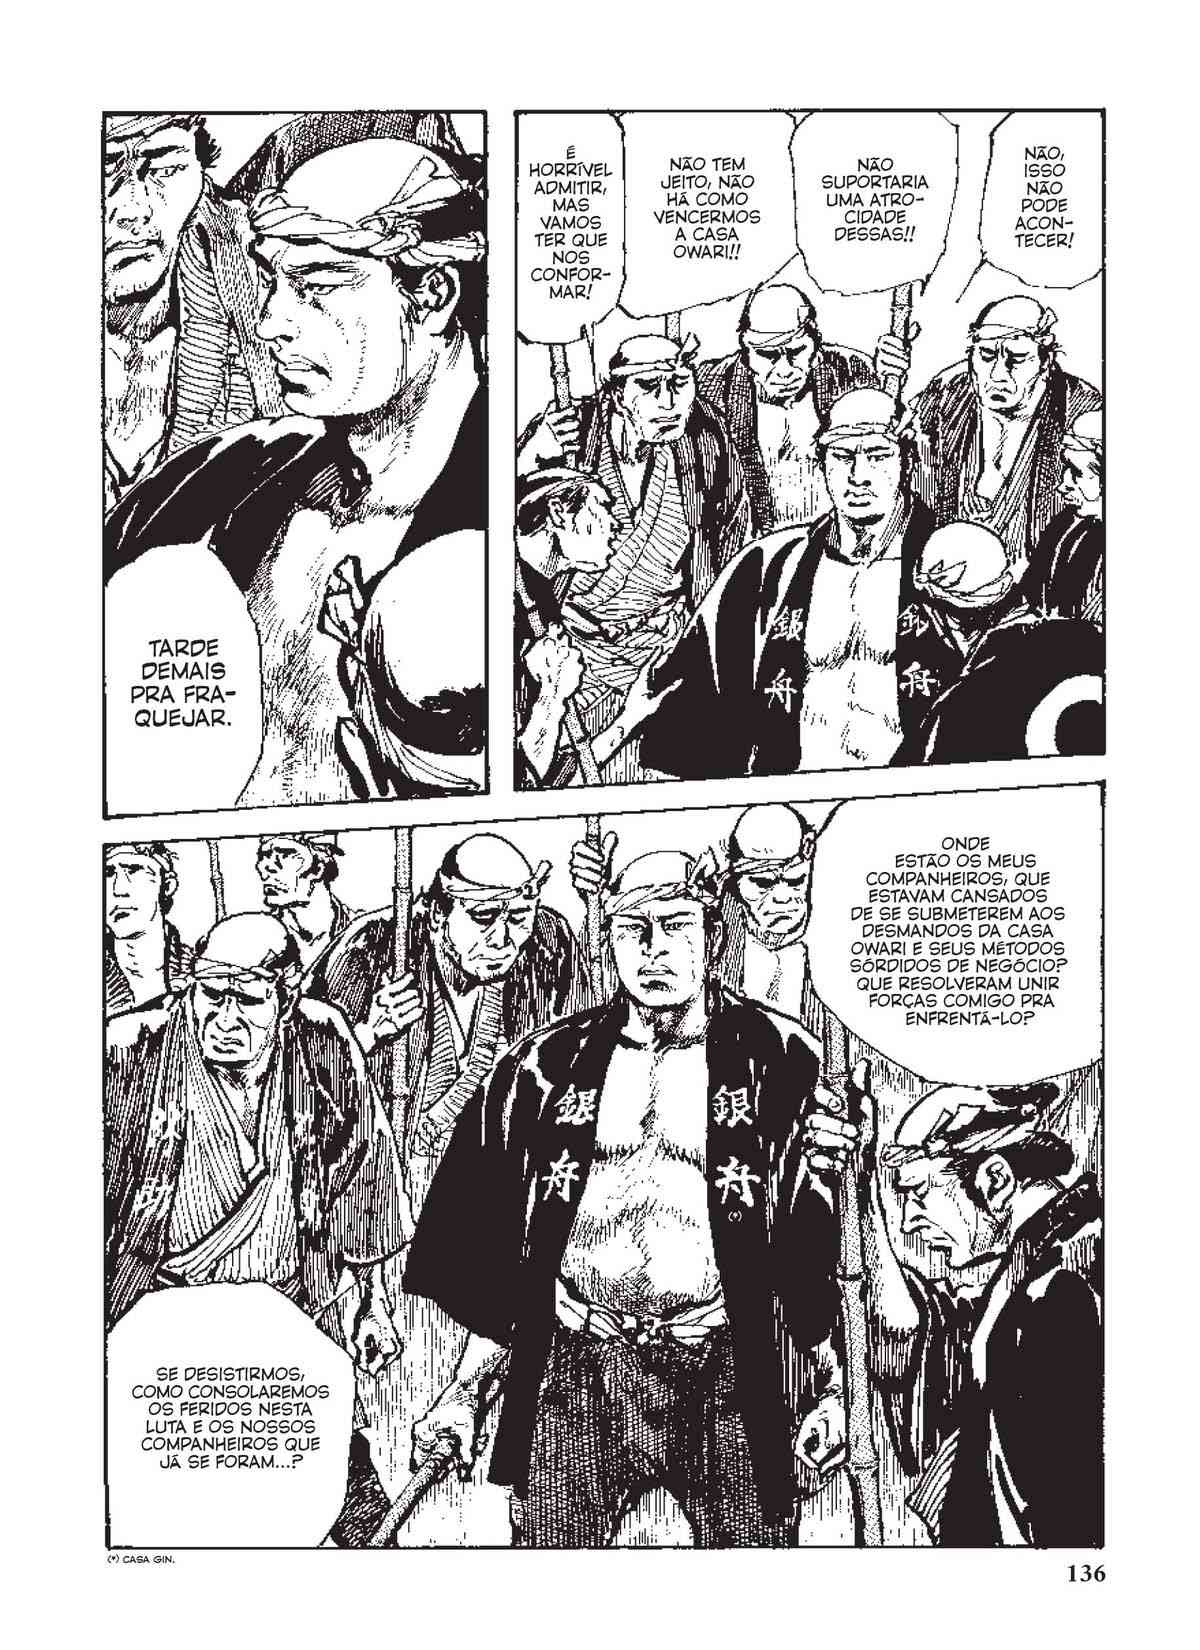 NÃO,
ISSO
NÃO
PODE
ACON-
TECER!
NÃO
SUPORTARIA
UMA ATRO-
CIDADE
DESSAS!!
NÃO TEM
JEITO, NÃO
HÁ COMO
VENCERMOS
A CASA
OWARI!!
É
HORRÍVEL
ADMITIR,
MAS
VAMOS
TER QUE
NOS
CONFOR-
MAR!
銀舟
銀舟
TARDE
DEMAIS
PRA FRA-
QUEJAR.
ONDE
ESTÃO OS MEUS
COMPANHEIROS, QUE
ESTAVAM CANSADOS
DE SE SUBMETEREM AOS
DESMANDOS DA CASA
OWARI E SEUS MÉTODOS
SÓRDIDOS DE NEGÓCIO?
QUE RESOLVERAM UNIR
FORÇAS COMIGO PRA
ENFRENTÁ-LO?
銀舟
(*)
銀舟
SE DESISTIRMOS,
COMO CONSOLAREMOS
OS FERIDOS NESTA
LUTA E OS NOSSOS
COMPANHEIROS QUE
JÁ SE FORAM...?
(*) CASA GIN.
136